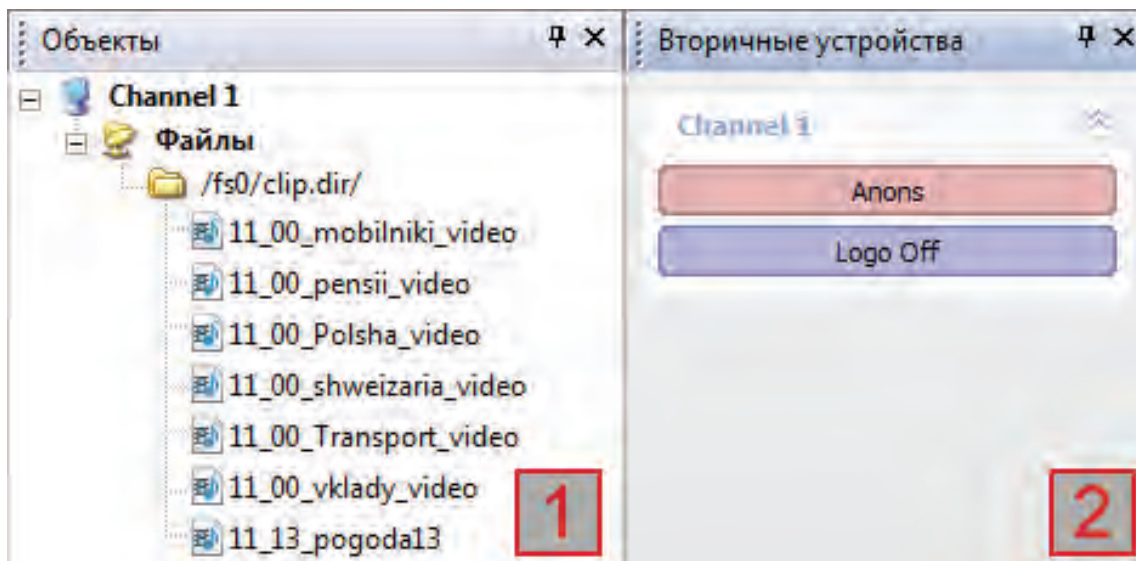 Объекты
Channel 1
Файлы
/fs0/clip.dir/
11_00_mobilniki_video
11_00_pensii_video
11_00_Polsha_video
11_00_shweizaria_video
11_00_Transport_video
11_00_vklady_video
11_13_pogoda13
1
Вторичные устройства
Channel 1
Anons
Logo Off
2